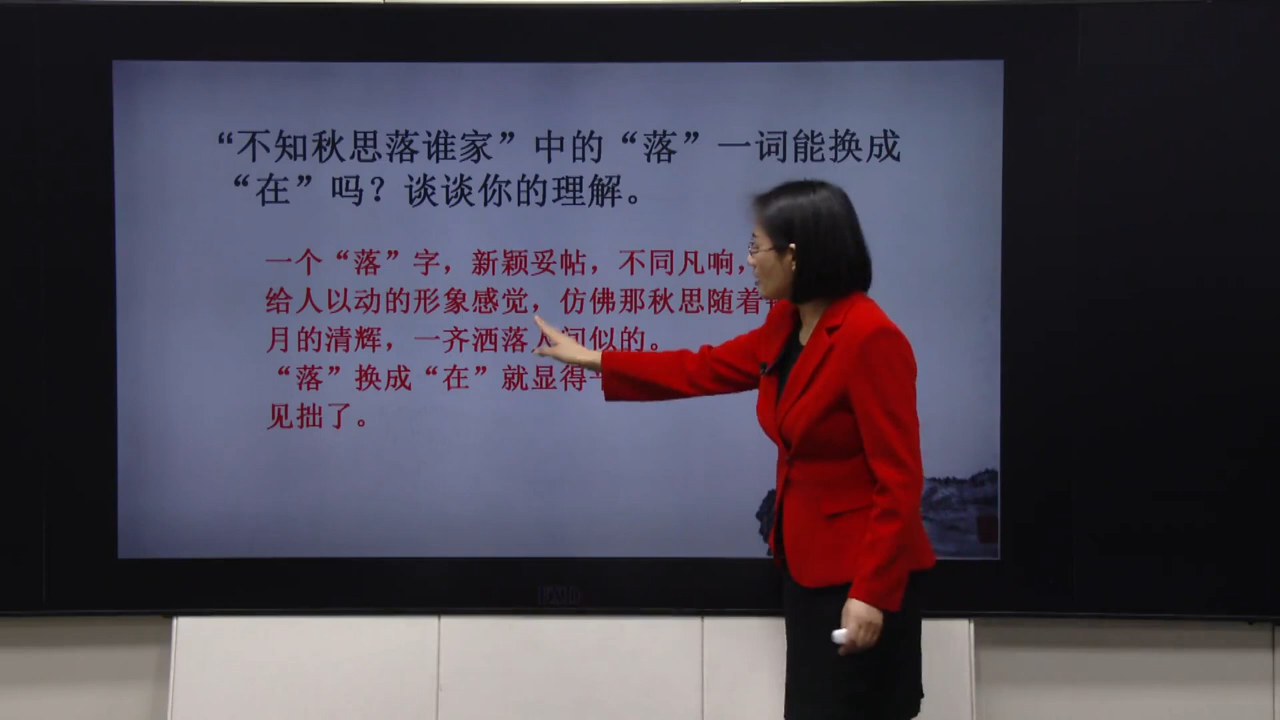 “不知秋思落谁家”中的“落”一词能换成
“在”吗？谈谈你的理解。
一个“落”字，新颖妥帖，不同凡响，
给人以动的形象感觉，仿佛那秋思随着
月的清辉，一齐洒落人间似的。
“落”换成“在”就显得
见拙了。